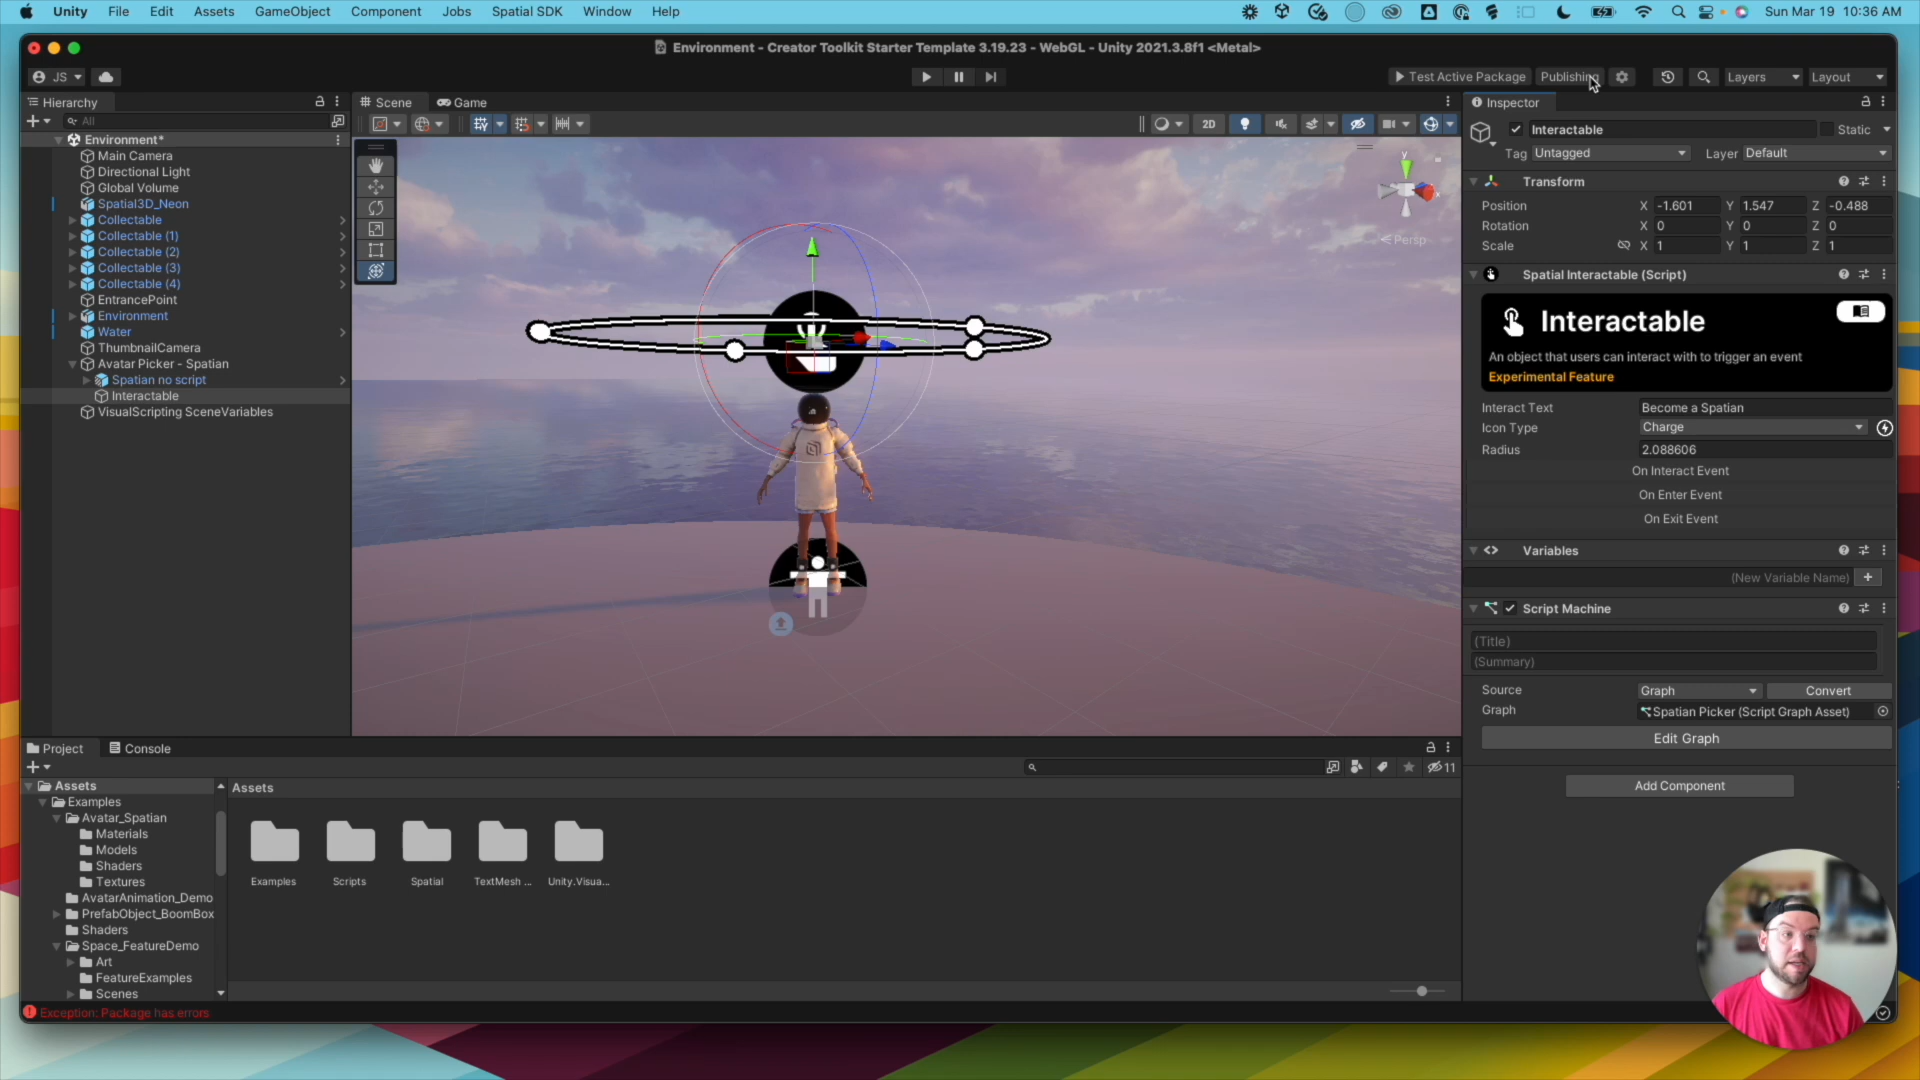 Unity File Edit Assets GameObject Component Jobs Spatial SDK Window Help
Sun Mar 19 10:36 AM
Environment - Creator Toolkit Starter Template 3.19.23 - WebGL - Unity 2021.3.8f1 <Metal>
JS
Test Active Package Publishing Layers Layout
Hierarchy
Scene Game
Inspector
All
2D
Environment*
Main Camera
Directional Light
Global Volume
Spatial3D_Neon
Collectable
Collectable (1)
Collectable (2)
Collectable (3)
Collectable (4)
EntrancePoint
Environment
Water
ThumbnailCamera
Avatar Picker - Spatian
Spatian no script
Interactable
VisualScripting SceneVariables
y
x
Persp
Interactable Static
Tag Untagged Layer Default
Transform
Position X -1.601 Y 1.547 Z -0.488
Rotation X 0 Y 0 Z 0
Scale X 1 Y 1 Z 1
Spatial Interactable (Script)
Interactable
An object that users can interact with to trigger an event
Experimental Feature
Interact Text Become a Spatian
Icon Type Charge
Radius 2.088606
On Interact Event
On Enter Event
On Exit Event
Variables
(New Variable Name)
Script Machine
(Title)
(Summary)
Source Graph Convert
Graph Spatian Picker (Script Graph Asset)
Edit Graph
Add Component
Project Console
11
Assets
Examples
Avatar_Spatian
Materials
Models
Shaders
Textures
AvatarAnimation_Demo
PrefabObject_BoomBox
Shaders
Space_FeatureDemo
Art
FeatureExamples
Scenes
Assets
Examples Scripts Spatial TextMesh ... Unity.Visua...
Exception: Package has errors